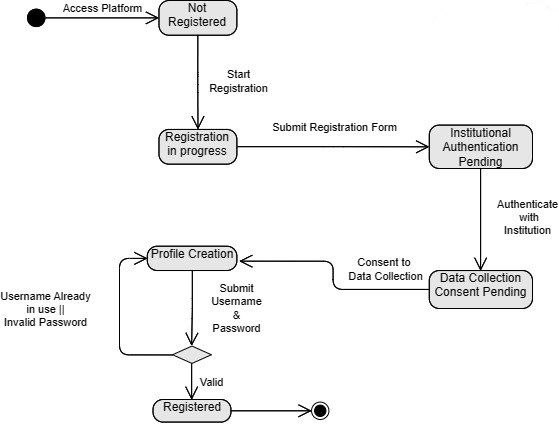 Access Platform
Not
Registered
Start
Registration
Registration
in progress
Submit Registration Form
Institutional
Authentication
Pending
Authenticate
with
Institution
Data Collection
Consent Pending
Consent to
Data Collection
Profile Creation
Submit
Username
&
Password
Username Already
in use ||
Invalid Password
Valid
Registered